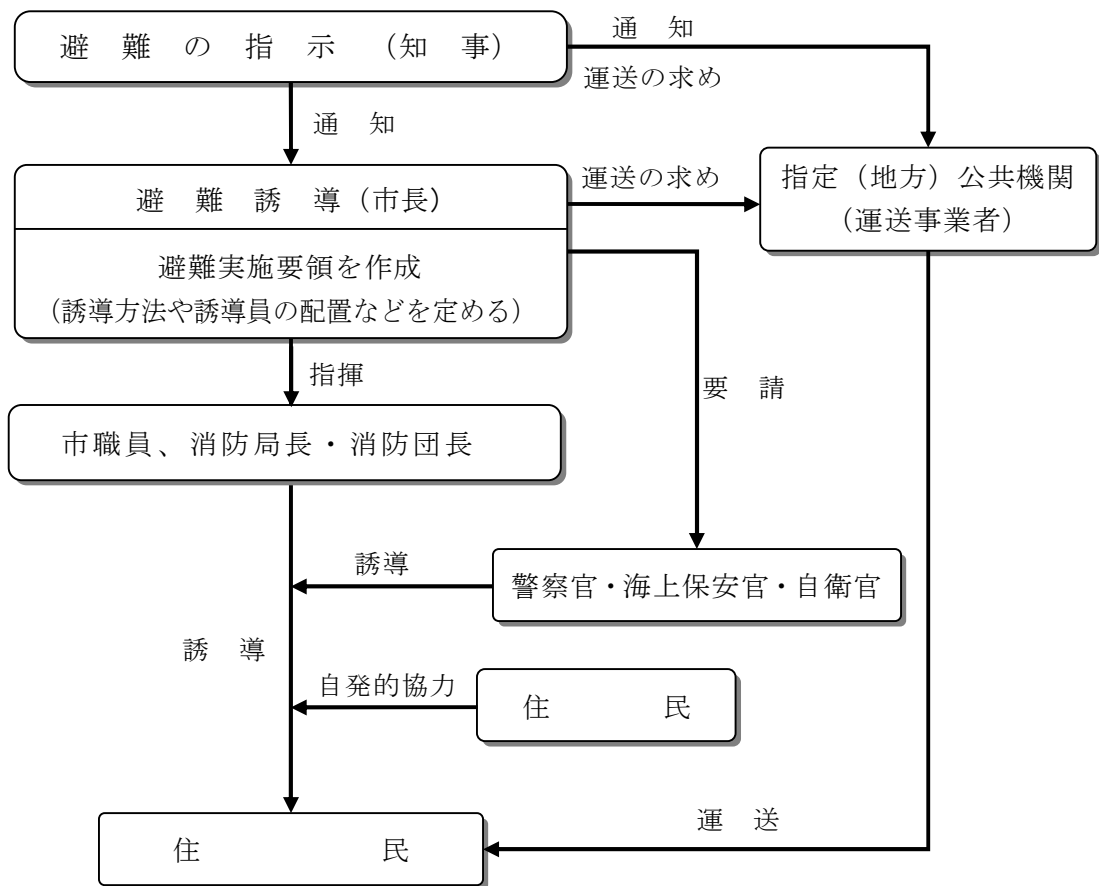 避難の指示（知事）
通知
運送の求め
通知
避難誘導（市長）
運送の求め
指定（地方）公共機関
（運送事業者）
避難実施要領を作成
（誘導方法や誘導員の配置などを定める）
指揮
要請
市職員、消防局長・消防団長
誘導
警察官・海上保安官・自衛官
誘導
自発的協力
住民
運送
住民